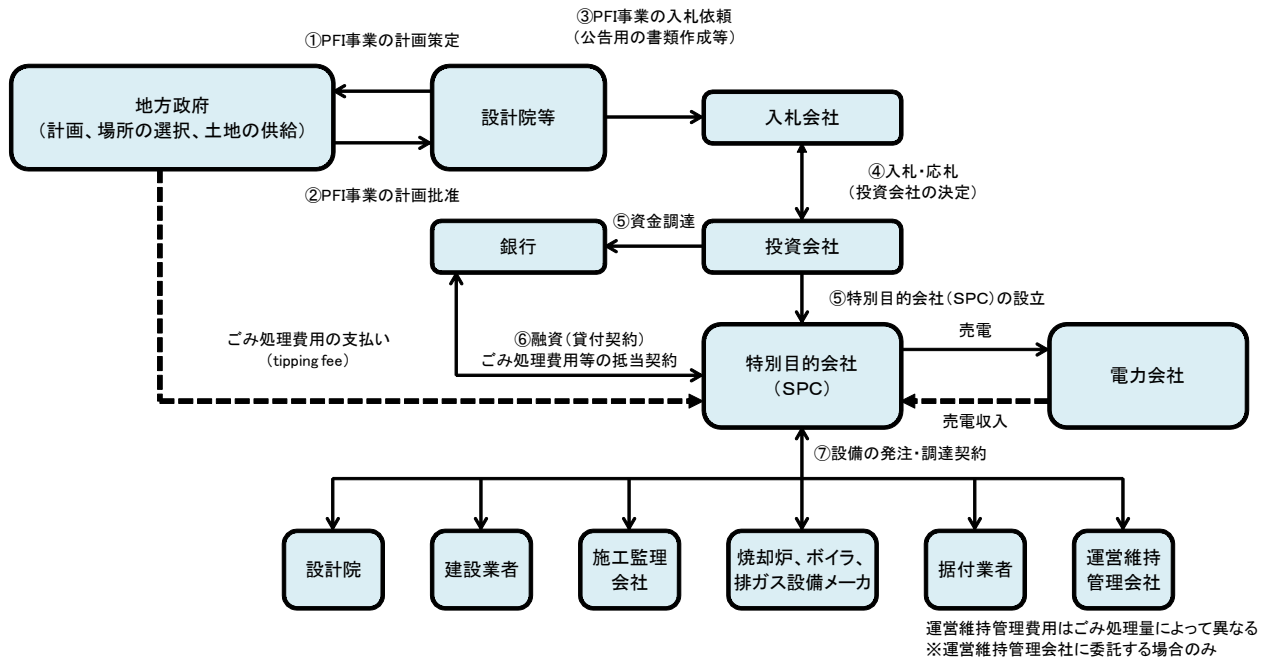 ③PFI事業の入札依頼
(公告用の書類作成等)
①PFI事業の計画策定
地方政府
(計画、場所の選択、土地の供給)
設計院等
入札会社
②PFI事業の計画批准
④入札・応札
(投資会社の決定)
⑤資金調達
銀行
投資会社
⑤特別目的会社(SPC)の設立
ごみ処理費用の支払い
(tipping fee)
⑥融資(貸付契約)
ごみ処理費用等の抵当契約
特別目的会社
(SPC)
売電
電力会社
売電収入
⑦設備の発注・調達契約
設計院
建設業者
施工監理
会社
焼却炉、ボイラ、
排ガス設備メーカ
据付業者
運営維持
管理会社
運営維持管理費用はごみ処理量によって異なる
※運営維持管理会社に委託する場合のみ